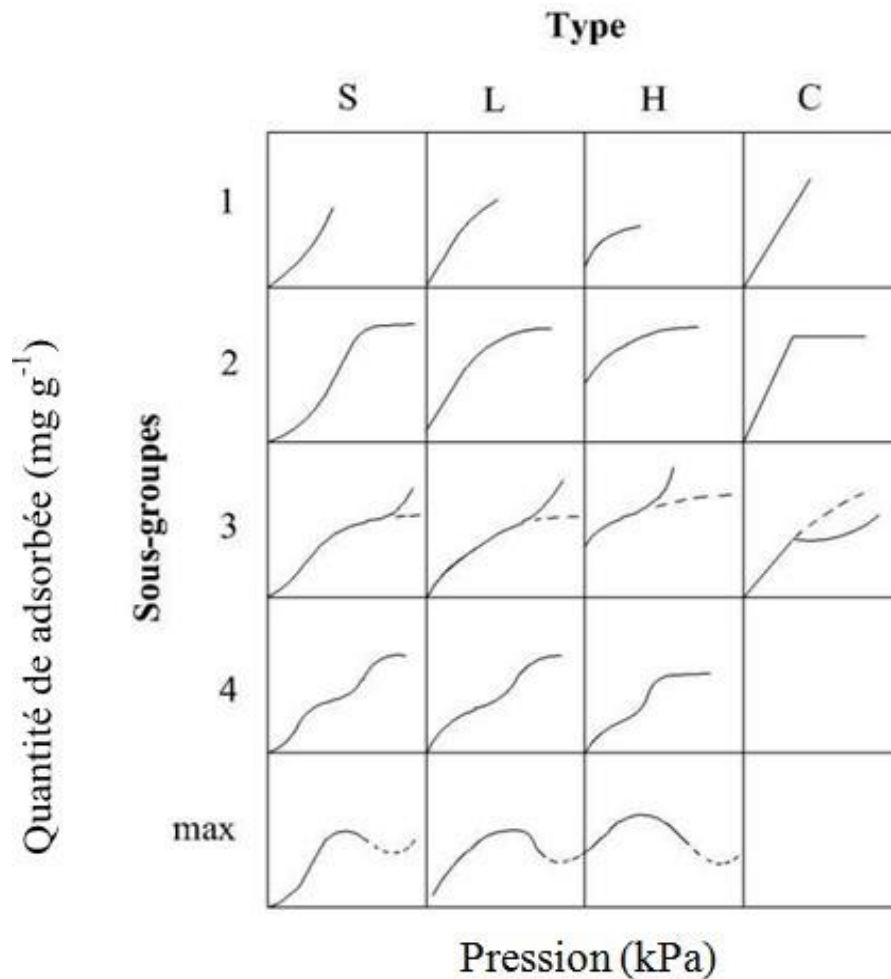 Type
S L H C
1
2
3
4
max
Sous-groupes
Quantité de adsorbée (mg g⁻¹)
Pression (kPa)